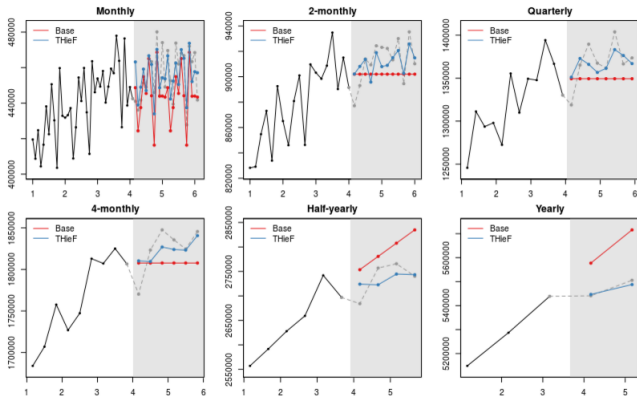 Monthly
2-monthly
Quarterly
Base
THieF
Base
THieF
Base
THieF
400000 440000 480000
820000 860000 900000 940000
1250000 1300000 1350000 1400000
1 2 3 4 5 6
1 2 3 4 5 6
1 2 3 4 5
4-monthly
Half-yearly
Yearly
Base
THieF
Base
THieF
Base
THieF
1700000 1750000 1800000 1850000
2550000 2650000 2750000 2850000
5200000 5400000 5600000
1 2 3 4 5 6
1 2 3 4 5
1 2 3 4 5